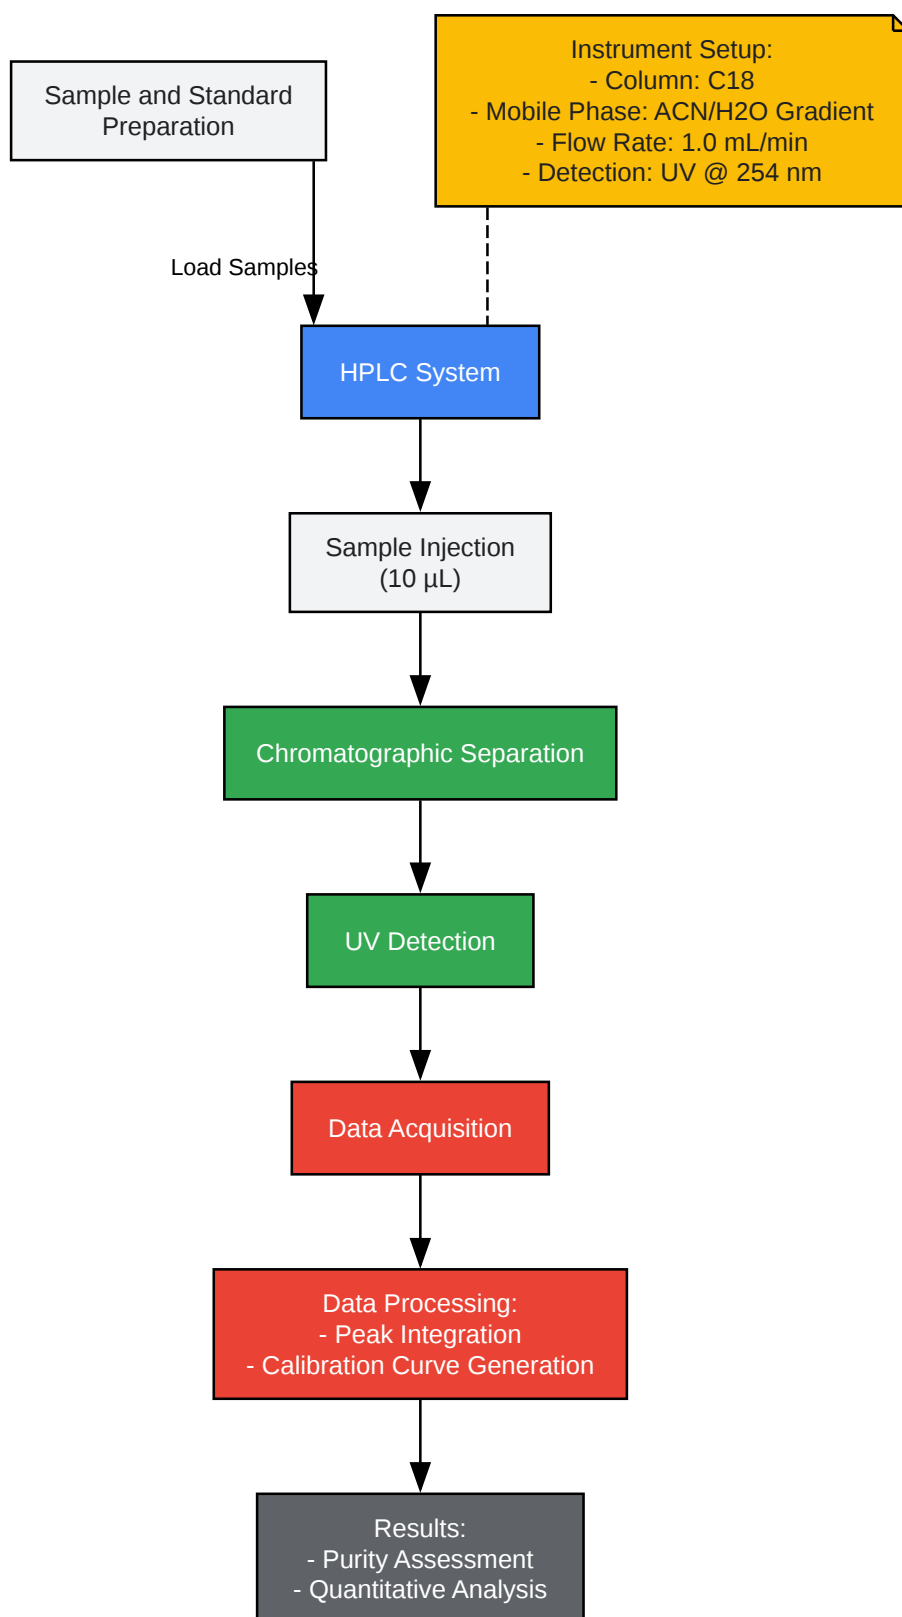 Sample and Standard
Preparation
Instrument Setup:
- Column: C18
- Mobile Phase: ACN/H2O Gradient
- Flow Rate: 1.0 mL/min
- Detection: UV @ 254 nm
Load Samples
HPLC System
Sample Injection
(10 µL)
Chromatographic Separation
UV Detection
Data Acquisition
Data Processing:
- Peak Integration
- Calibration Curve Generation
Results:
- Purity Assessment
- Quantitative Analysis